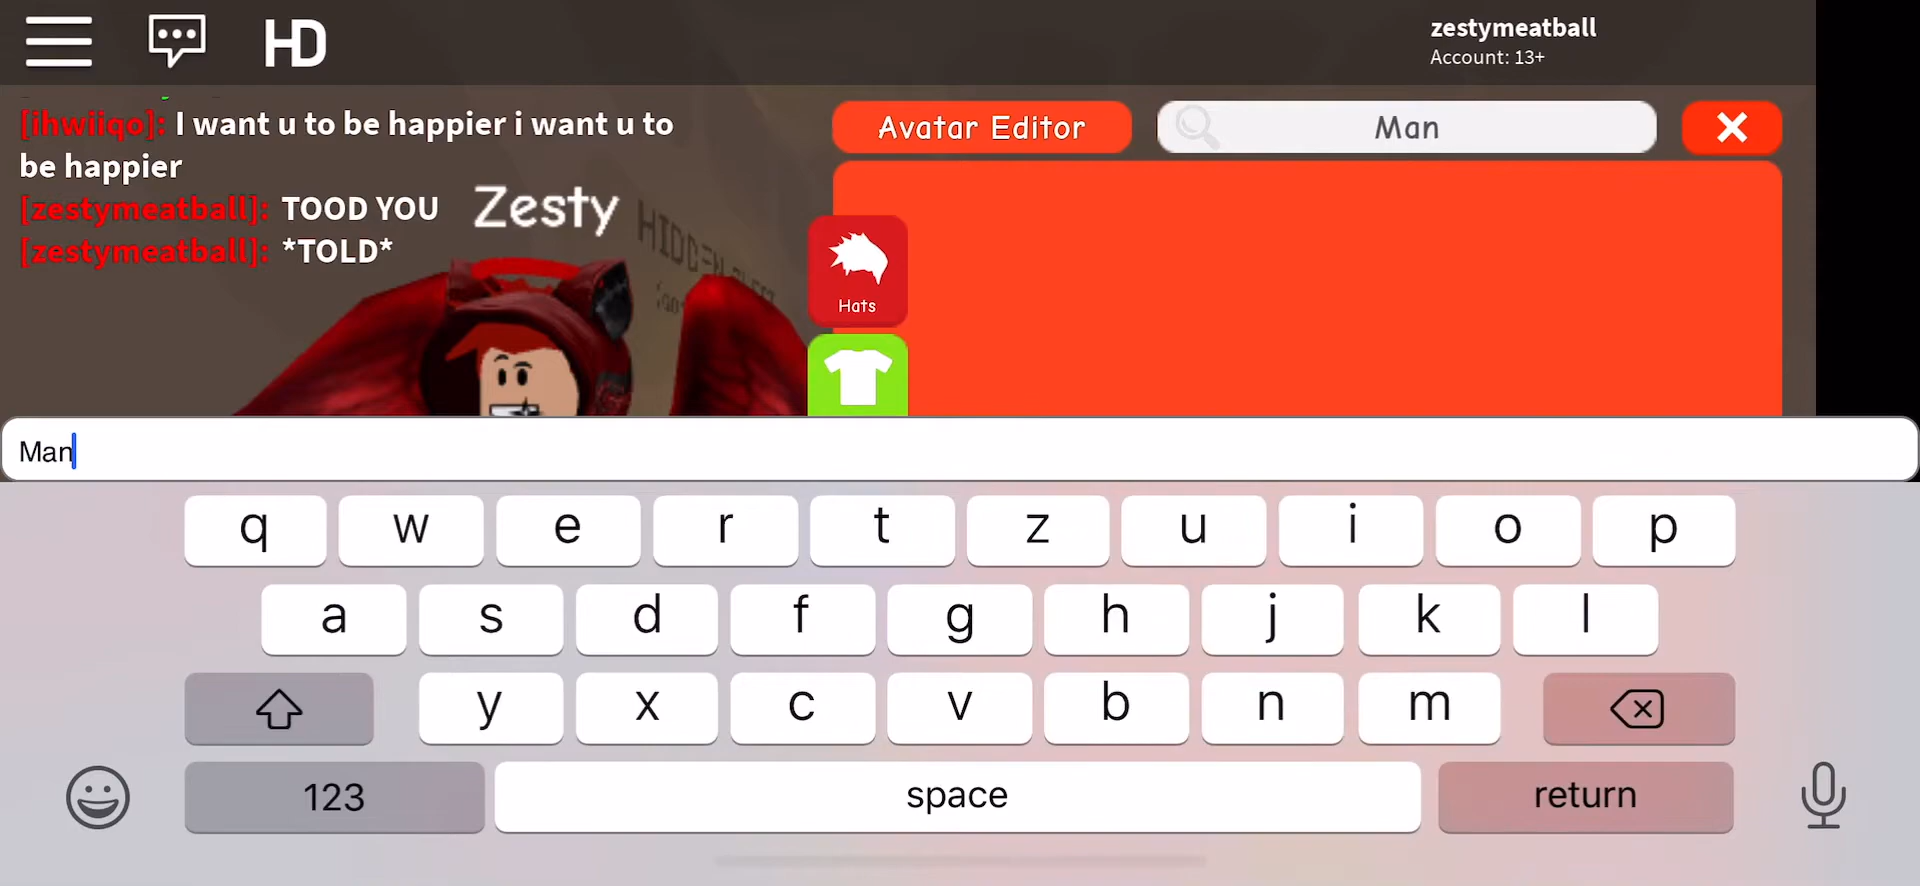 HD
zestymeatball
Account: 13+
[ihwiiqo]: I want u to be happier i want u to
be happier
[zestymeatball]: TOOD YOU
[zestymeatball]: *TOLD*
Zesty
Avatar Editor
Man
Hats
Man
q w e r t z u i o p
a s d f g h j k l
y x c v b n m
123 space return